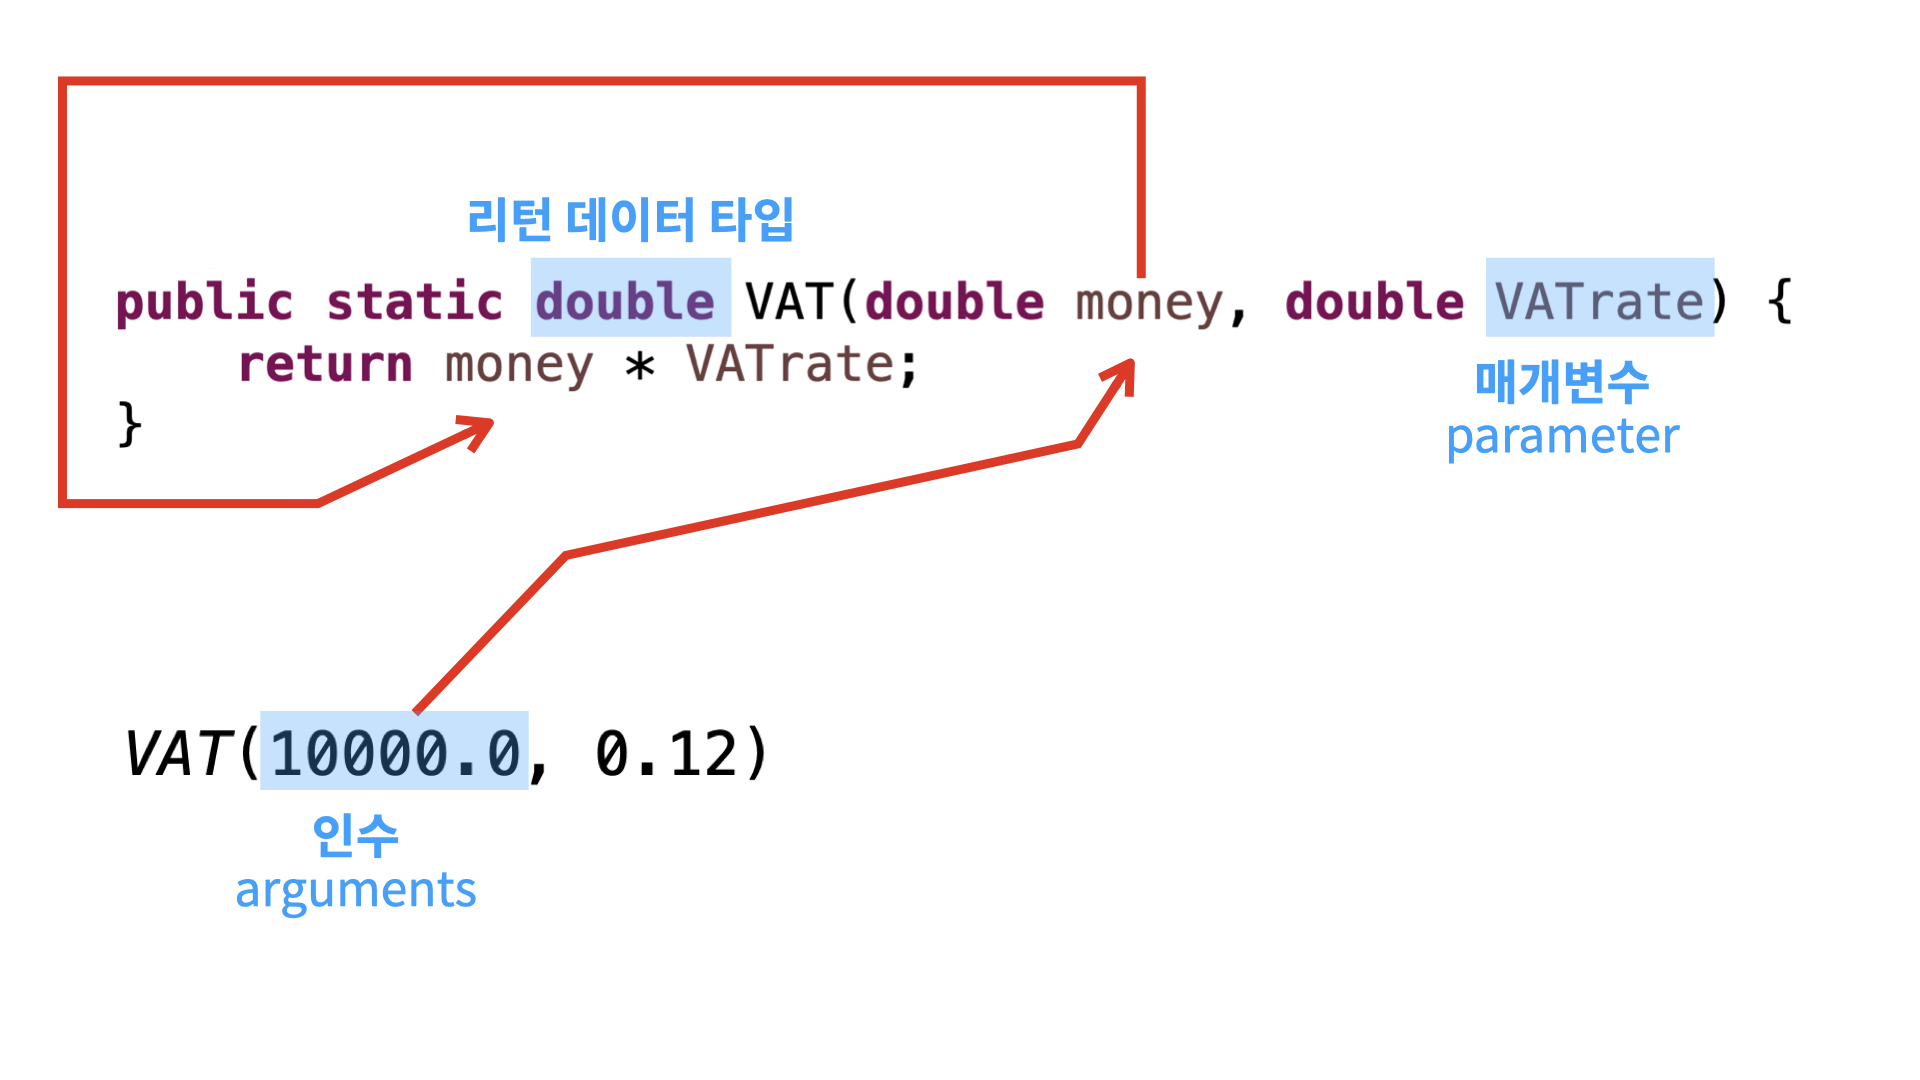 리턴 데이터 타입
public static double VAT(double money, double VATrate) {
return money * VATrate;
}
매개변수
parameter
VAT(10000.0, 0.12)
인수
arguments